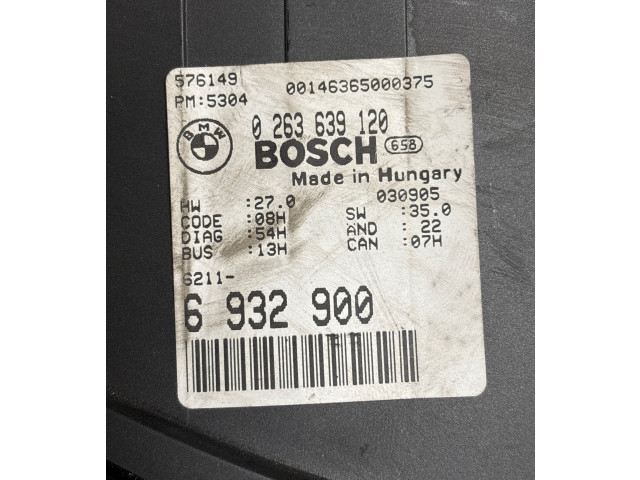 576149 00146365000375
PM:5304
BMW 0 263 639 120
BOSCH 658
Made in Hungary
030905
HW :27.0 SW :35.0
CODE :08H AND : 22
DIAG :54H CAN :07H
BUS :13H
6211-
6 932 900